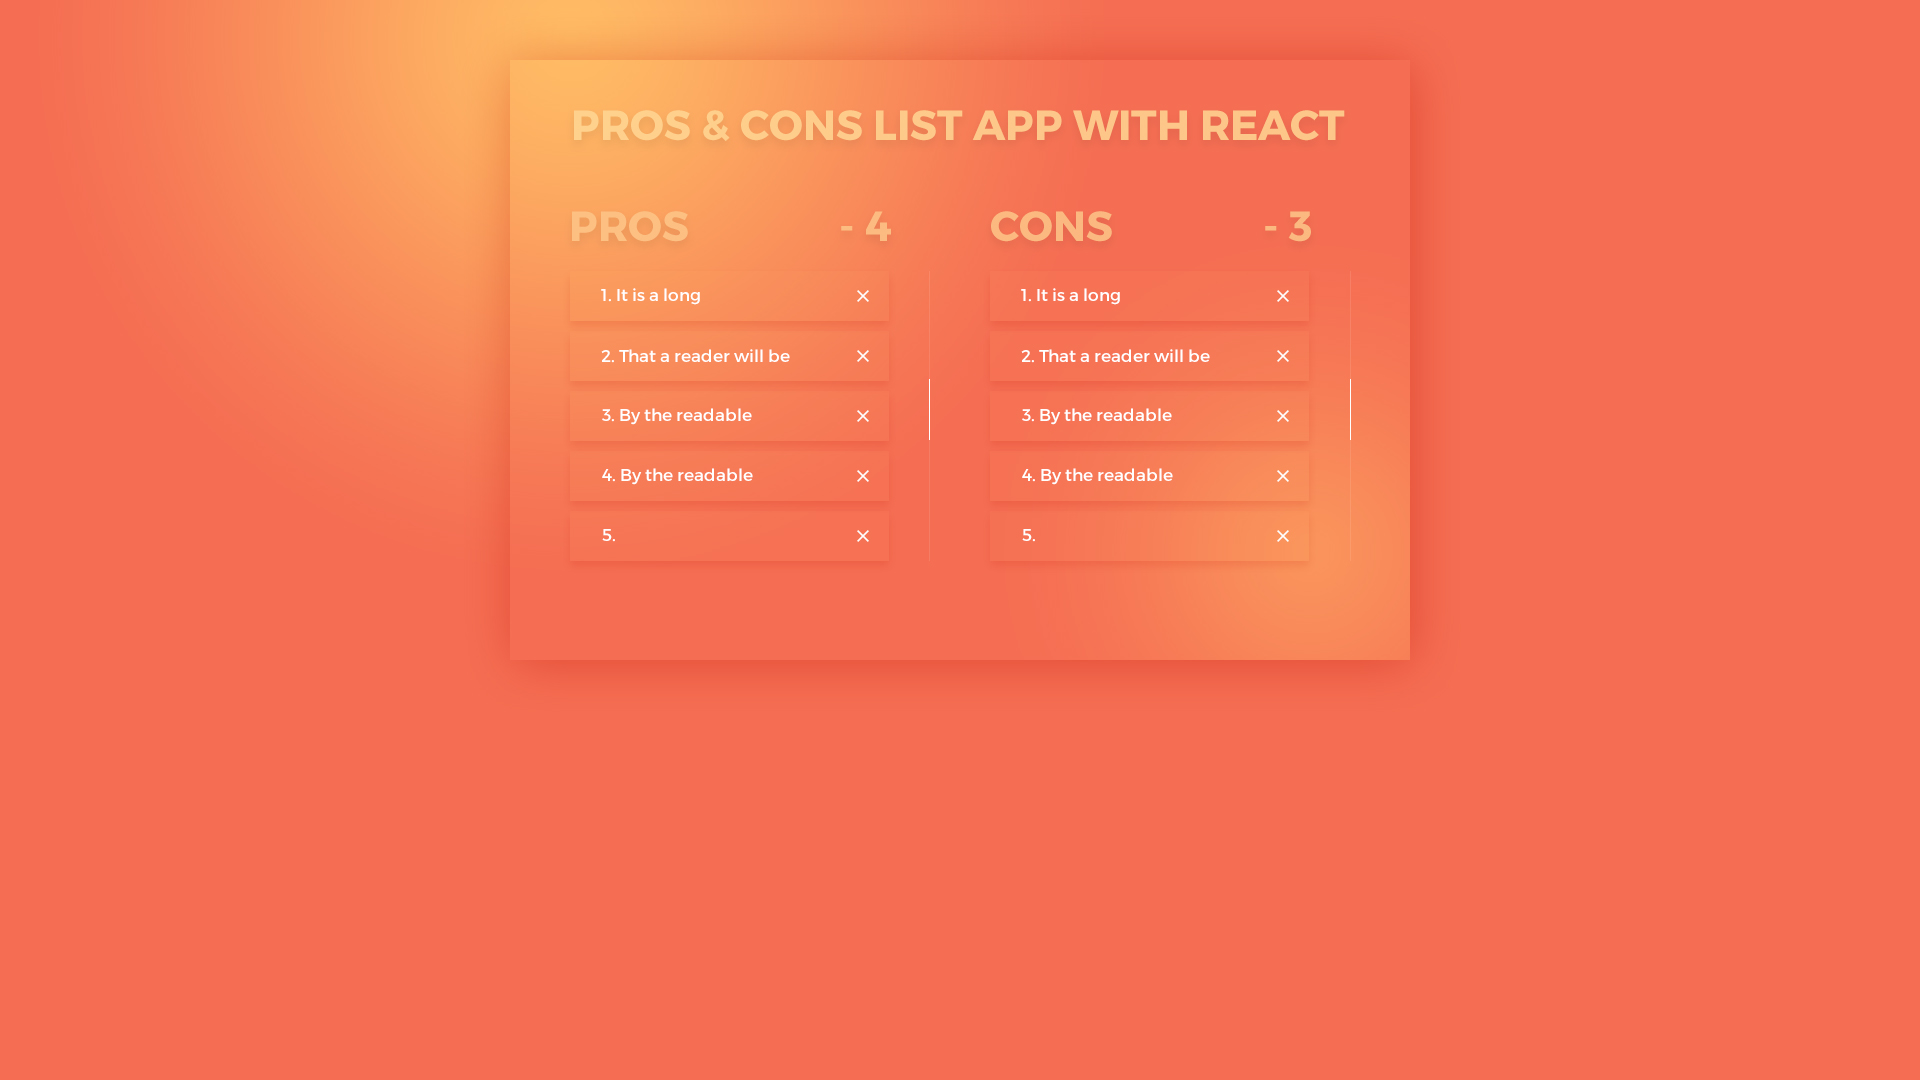 PROS & CONS LIST APP WITH REACT
PROS - 4
1. It is a long
2. That a reader will be
3. By the readable
4. By the readable
5.
CONS - 3
1. It is a long
2. That a reader will be
3. By the readable
4. By the readable
5.